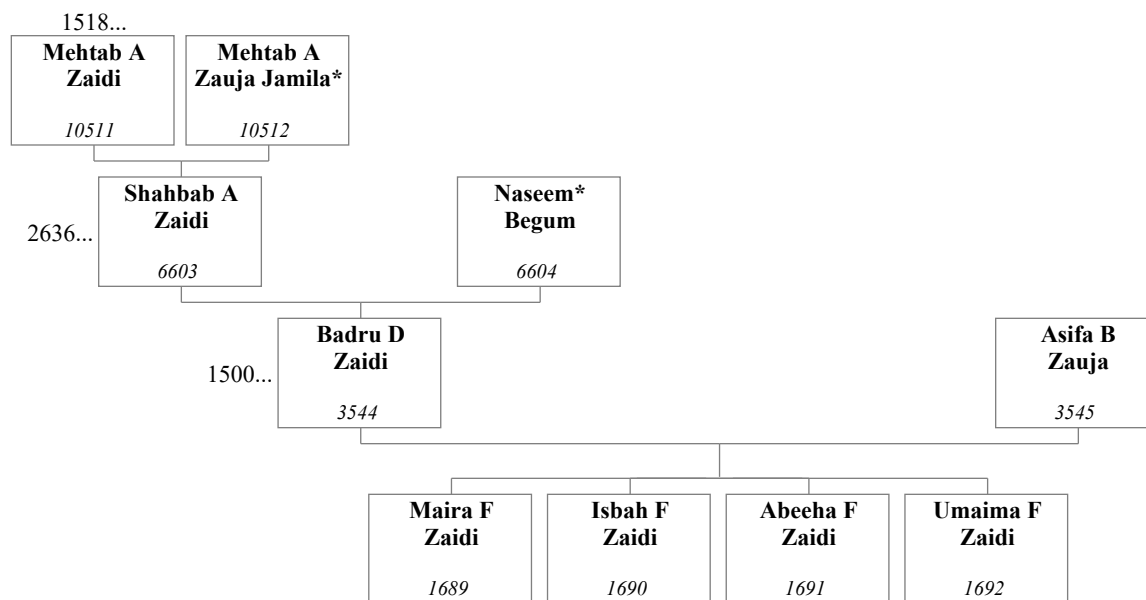 1518...
Mehtab A
Zaidi
10511
Mehtab A
Zauja Jamila*
10512
2636...
Shahbab A
Zaidi
6603
Naseem*
Begum
6604
1500...
Badru D
Zaidi
3544
Asifa B
Zauja
3545
Maira F
Zaidi
1689
Isbah F
Zaidi
1690
Abeeha F
Zaidi
1691
Umaima F
Zaidi
1692